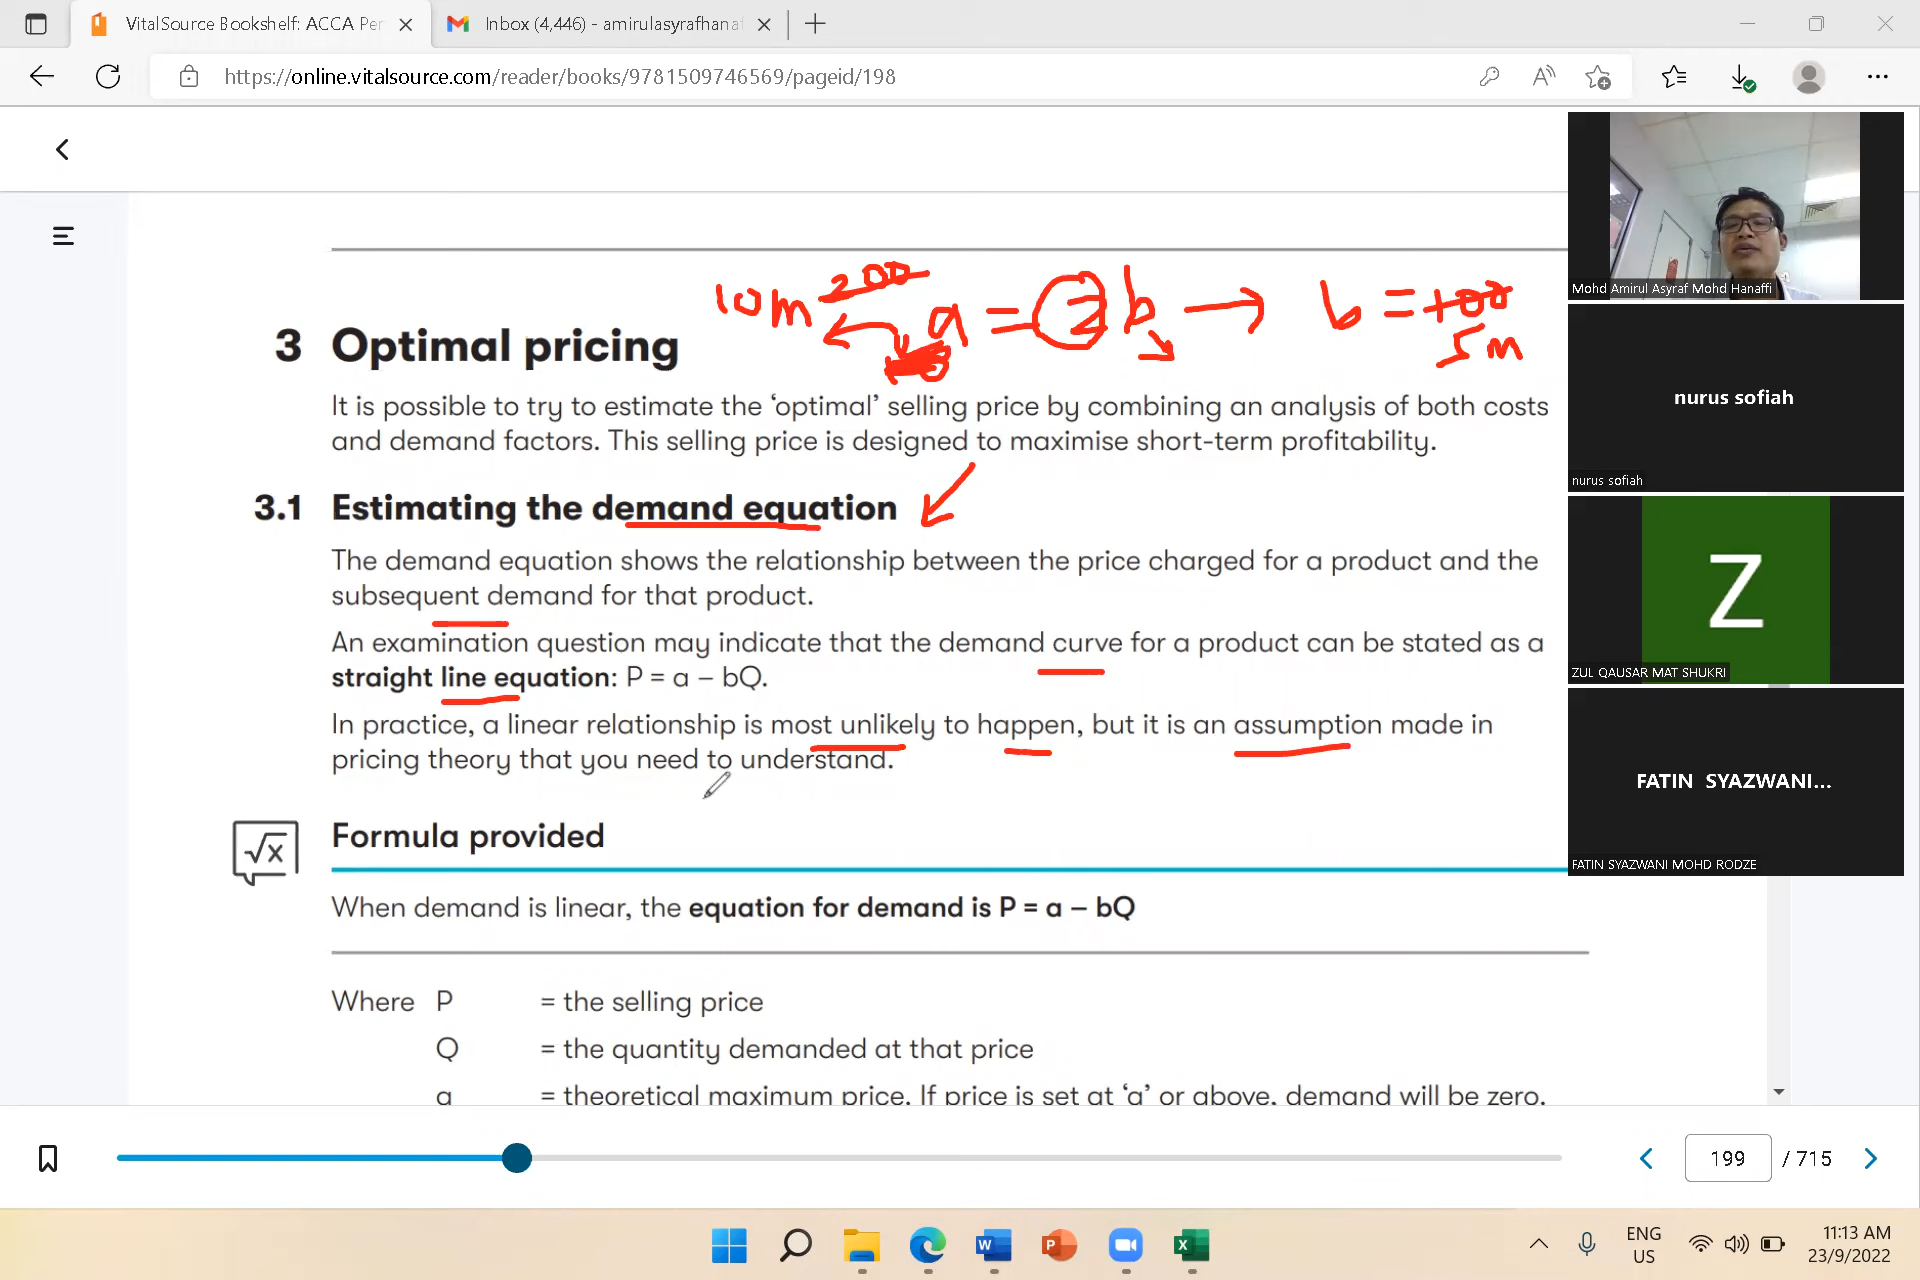 VitalSource Bookshelf: ACCA Per
Inbox (4,446) - amirulasyrafhanaf
https://online.vitalsource.com/reader/books/9781509746569/pageid/198
10m 200 a = 2b → b = 100
5m
3 Optimal pricing
It is possible to try to estimate the ‘optimal’ selling price by combining an analysis of both costs
and demand factors. This selling price is designed to maximise short-term profitability.
3.1 Estimating the demand equation
The demand equation shows the relationship between the price charged for a product and the
subsequent demand for that product.
An examination question may indicate that the demand curve for a product can be stated as a
straight line equation: P = a – bQ.
In practice, a linear relationship is most unlikely to happen, but it is an assumption made in
pricing theory that you need to understand.
√x
Formula provided
When demand is linear, the equation for demand is P = a – bQ
Where P = the selling price
Q = the quantity demanded at that price
a = theoretical maximum price. If price is set at ‘a’ or above, demand will be zero.
Mohd Amirul Asyraf Mohd Hanaffi
nurus sofiah
nurus sofiah
Z
ZUL QAUSAR MAT SHUKRI
FATIN SYAZWANI...
FATIN SYAZWANI MOHD RODZE
199 / 715
W
P
X
ENG
US
11:13 AM
23/9/2022